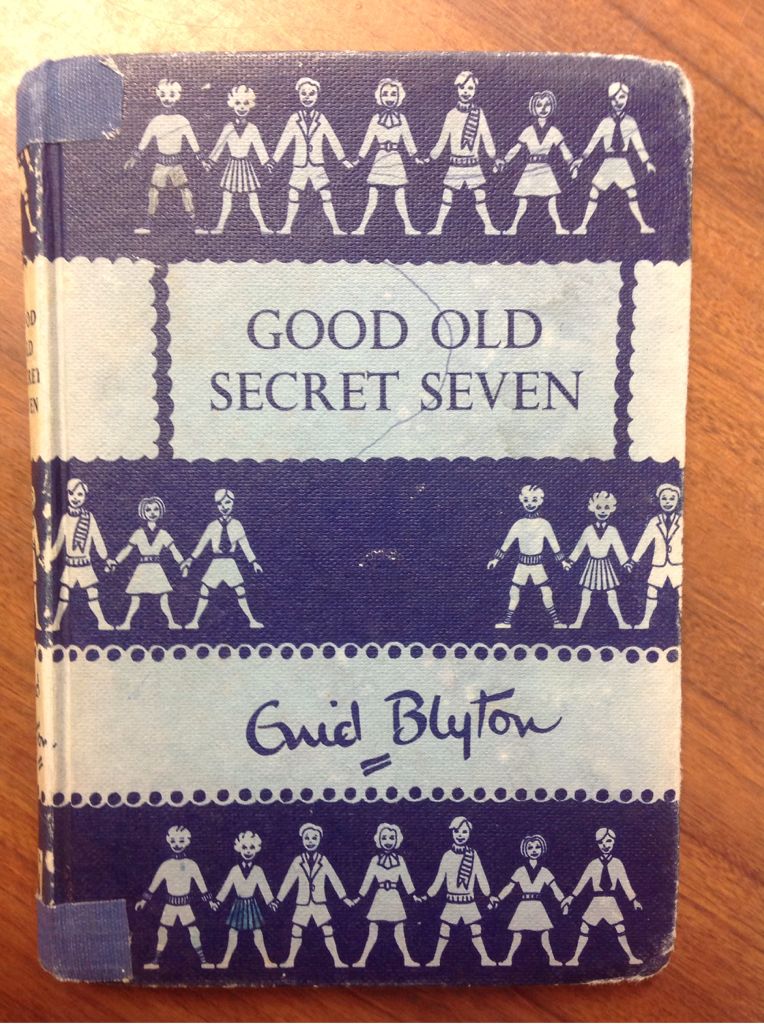 GOOD OLD
SECRET SEVEN
Enid Blyton